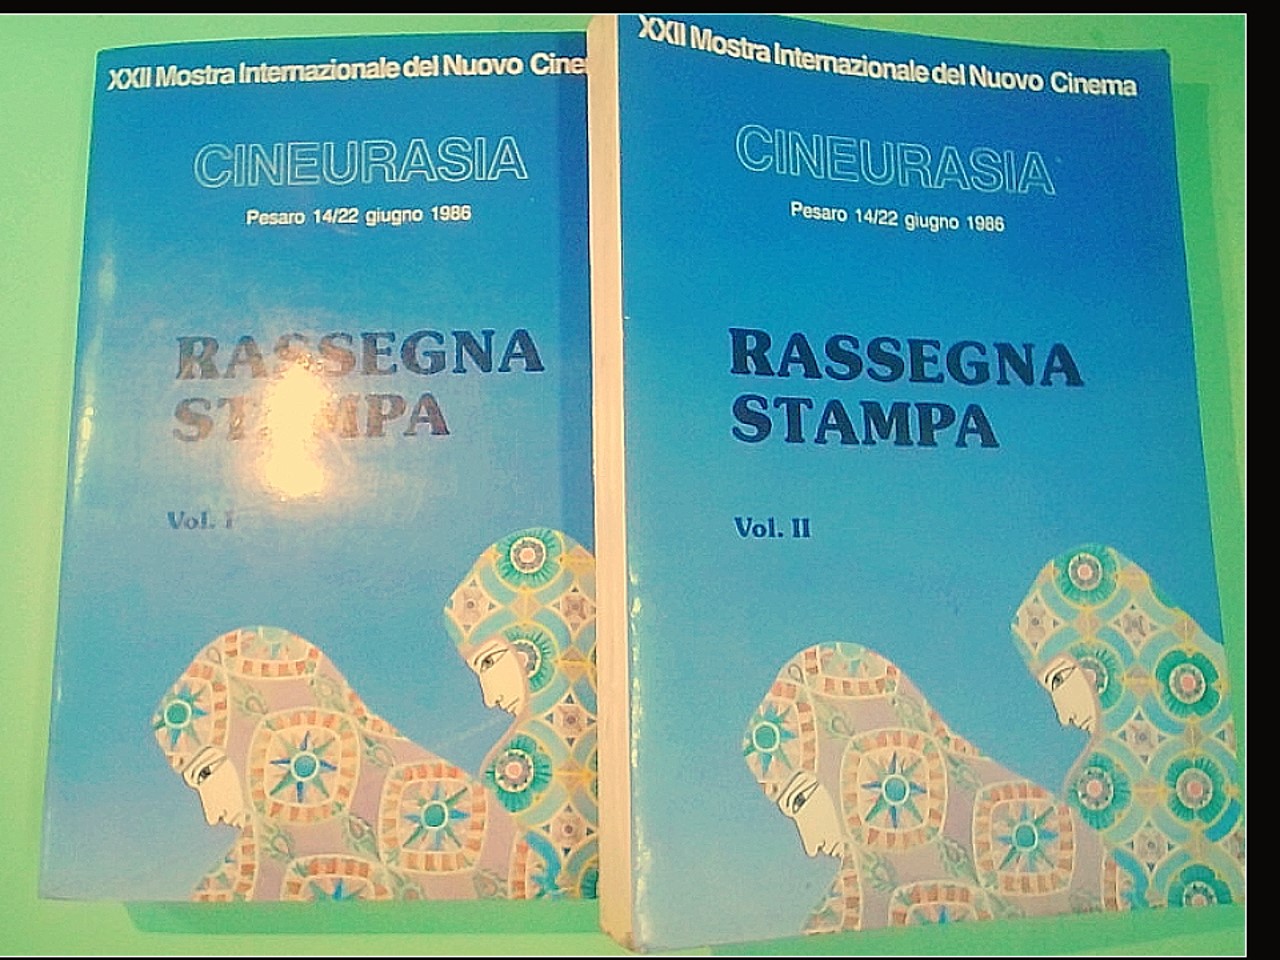 XXII Mostra Internazionale del Nuovo Cine
CINEURASIA
Pesaro 14/22 giugno 1986
RASSEGNA
STAMPA
Vol. I
XXII Mostra Internazionale del Nuovo Cinema
CINEURASIA
Pesaro 14/22 giugno 1986
RASSEGNA
STAMPA
Vol. II